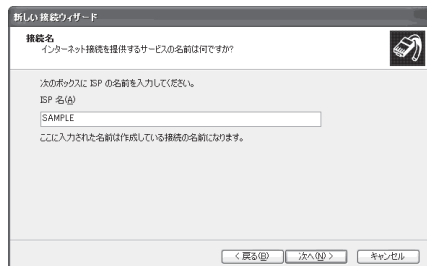 新しい接続ウィザード
接続名
インターネット接続を提供するサービスの名前は何ですか?
次のボックスに ISP の名前を入力してください。
ISP 名(A)
SAMPLE
ここに入力された名前は作成している接続の名前になります。
< 戻る(B) 次へ(N) > キャンセル